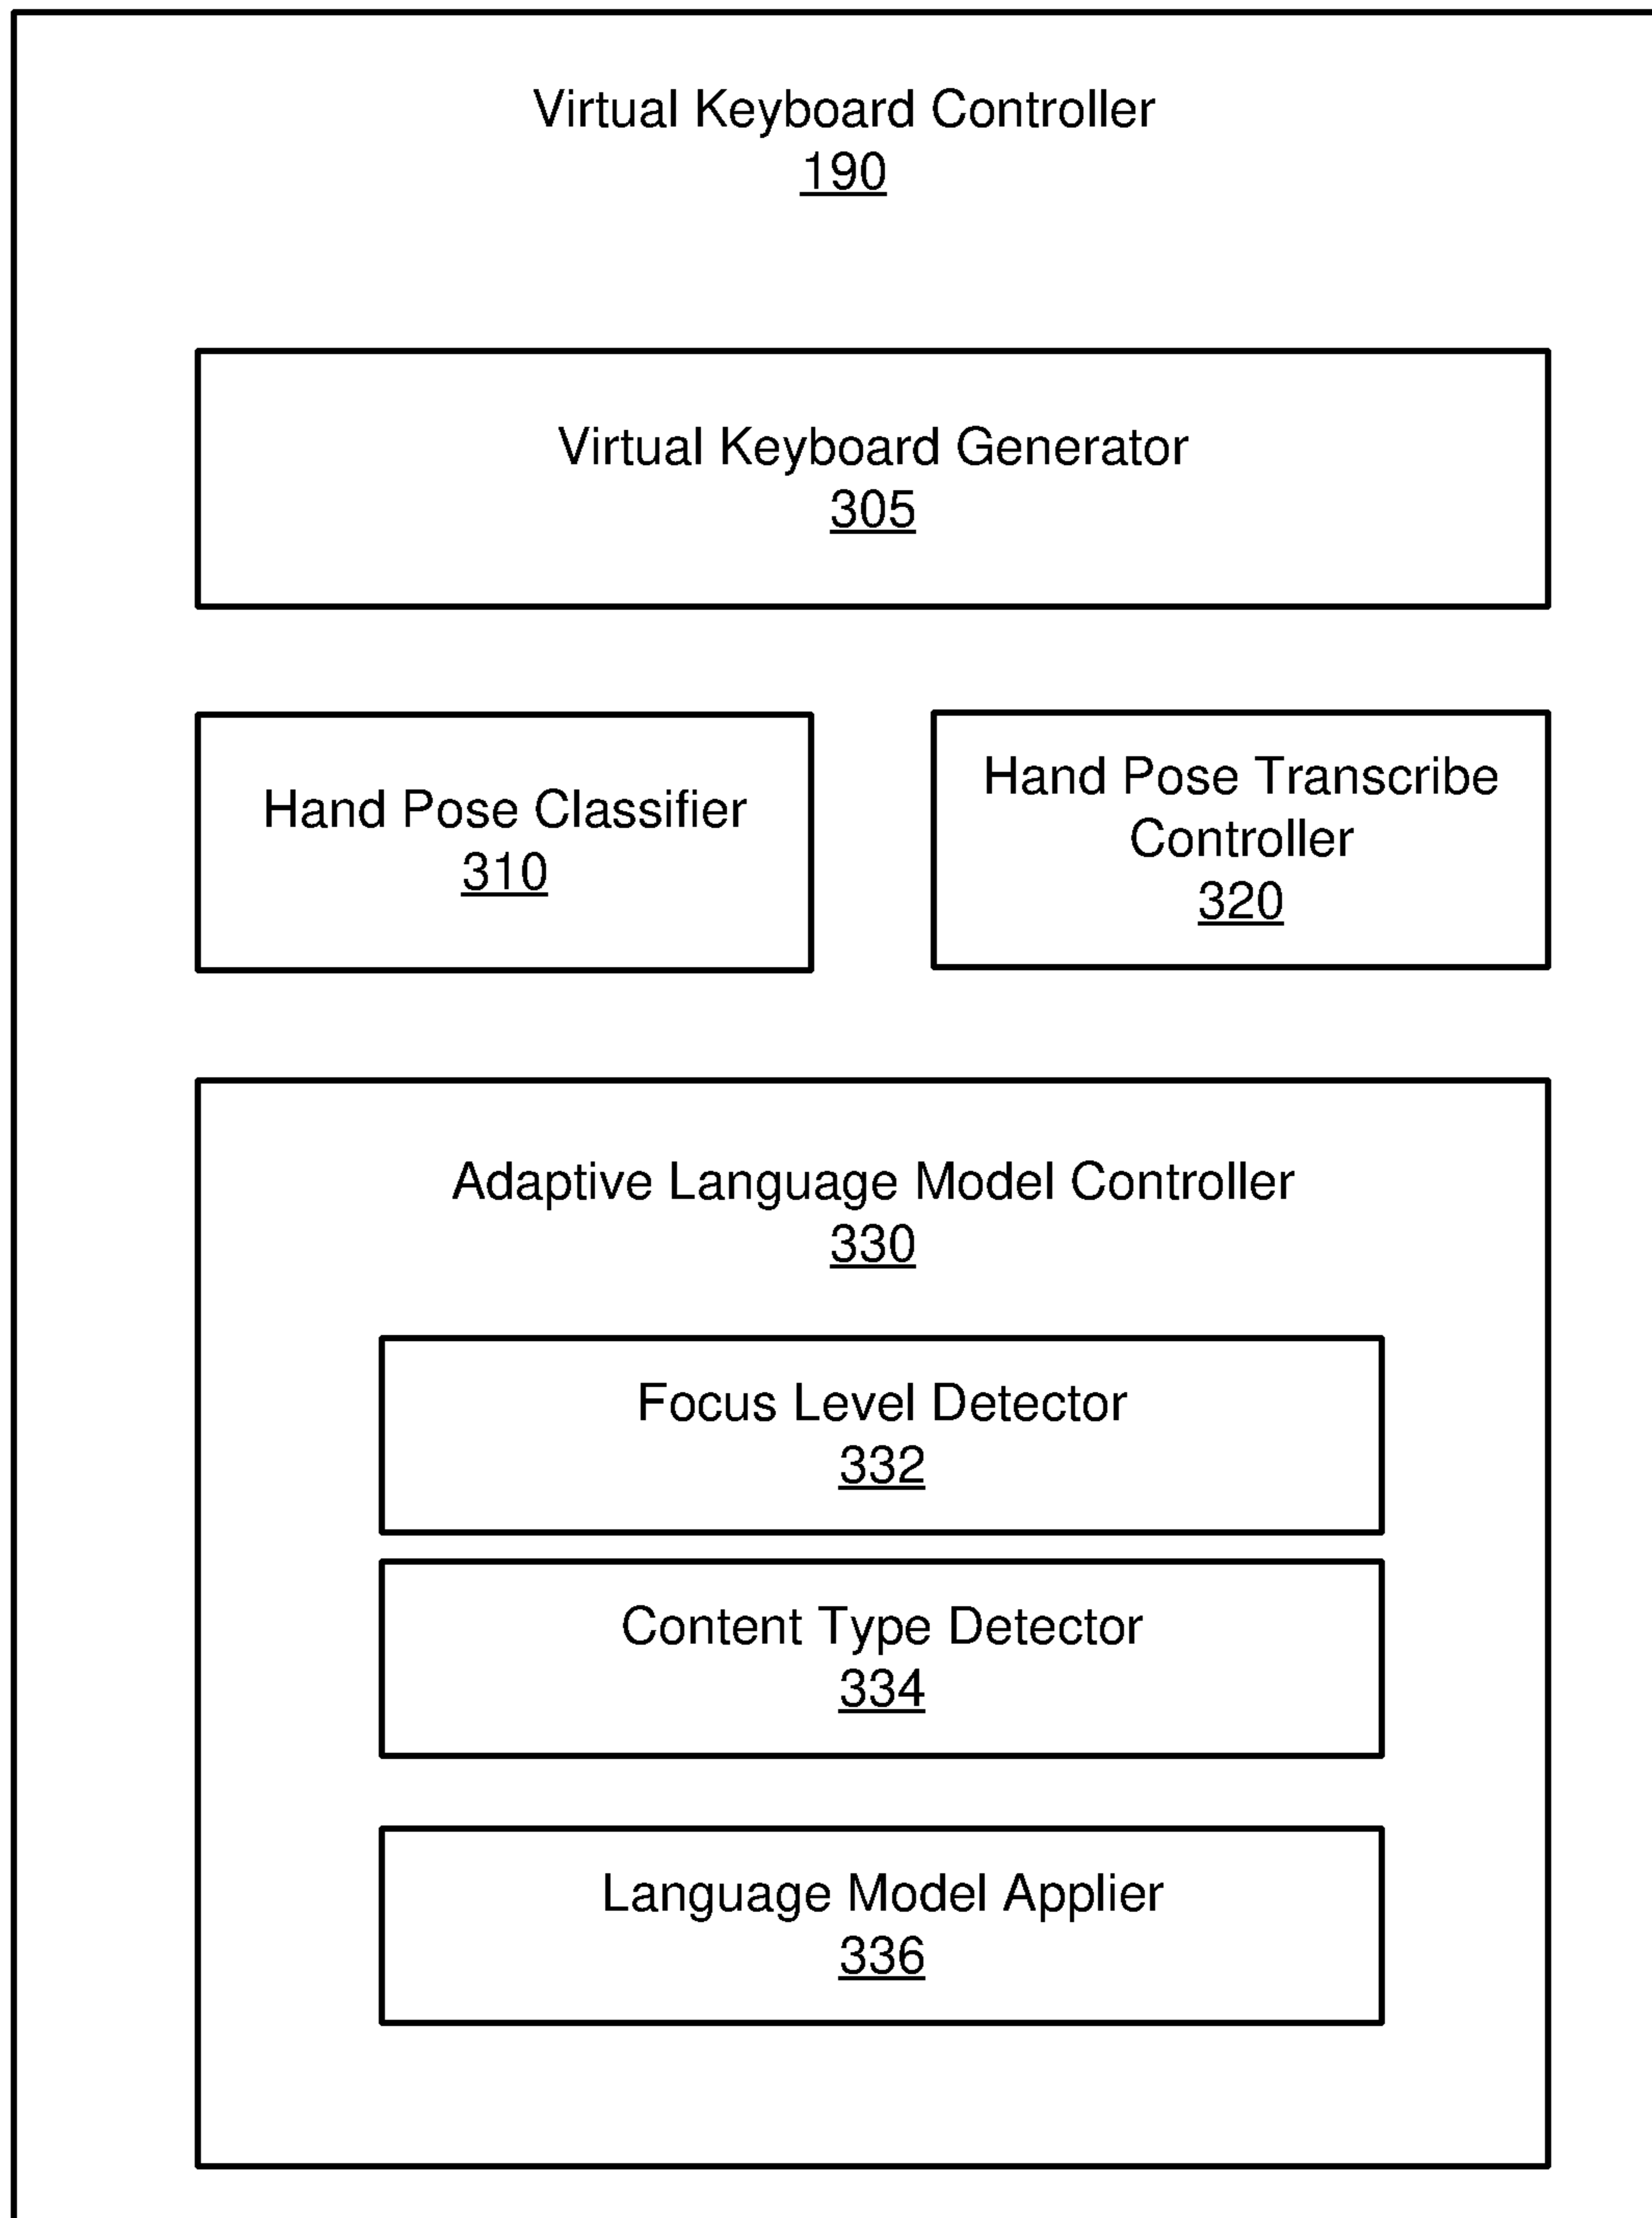 Virtual Keyboard Controller
190
Virtual Keyboard Generator
305
Hand Pose Classifier
310
Hand Pose Transcribe
Controller
320
Adaptive Language Model Controller
330
Focus Level Detector
332
Content Type Detector
334
Language Model Applier
336